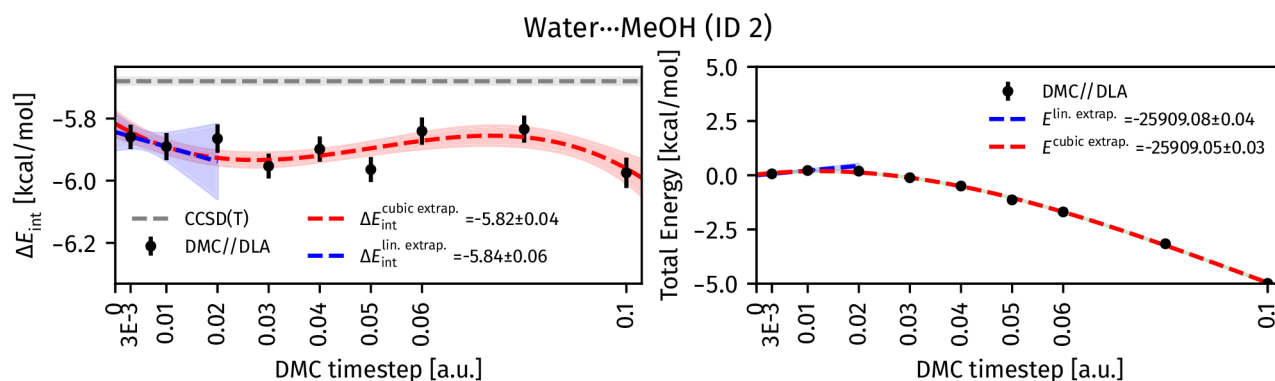 Water···MeOH (ID 2)
ΔE_int [kcal/mol]
−5.8
−6.0
−6.2
CCSD(T)
DMC//DLA
ΔE_int^cubic extrap. =-5.82±0.04
ΔE_int^lin. extrap. =-5.84±0.06
0
3E-3
0.01
0.02
0.03
0.04
0.05
0.06
0.1
DMC timestep [a.u.]
Total Energy [kcal/mol]
5.0
2.5
0.0
−2.5
−5.0
DMC//DLA
E^lin. extrap. =-25909.08±0.04
E^cubic extrap. =-25909.05±0.03
0
3E-3
0.01
0.02
0.03
0.04
0.05
0.06
0.1
DMC timestep [a.u.]